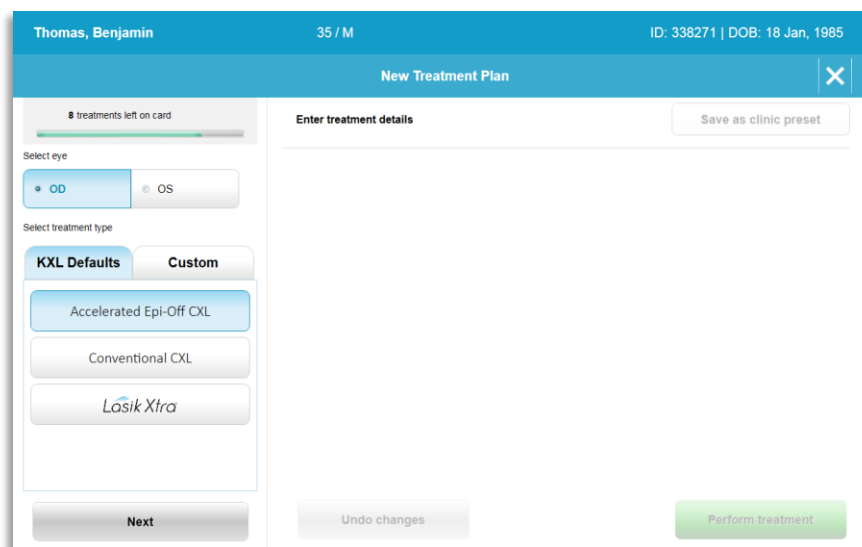 Thomas, Benjamin 35 / M ID: 338271 | DOB: 18 Jan, 1985
New Treatment Plan
8 treatments left on card
Enter treatment details
Save as clinic preset
Select eye
OD OS
Select treatment type
KXL Defaults Custom
Accelerated Epi-Off CXL
Conventional CXL
Lasik Xtra
Next
Undo changes
Perform treatment